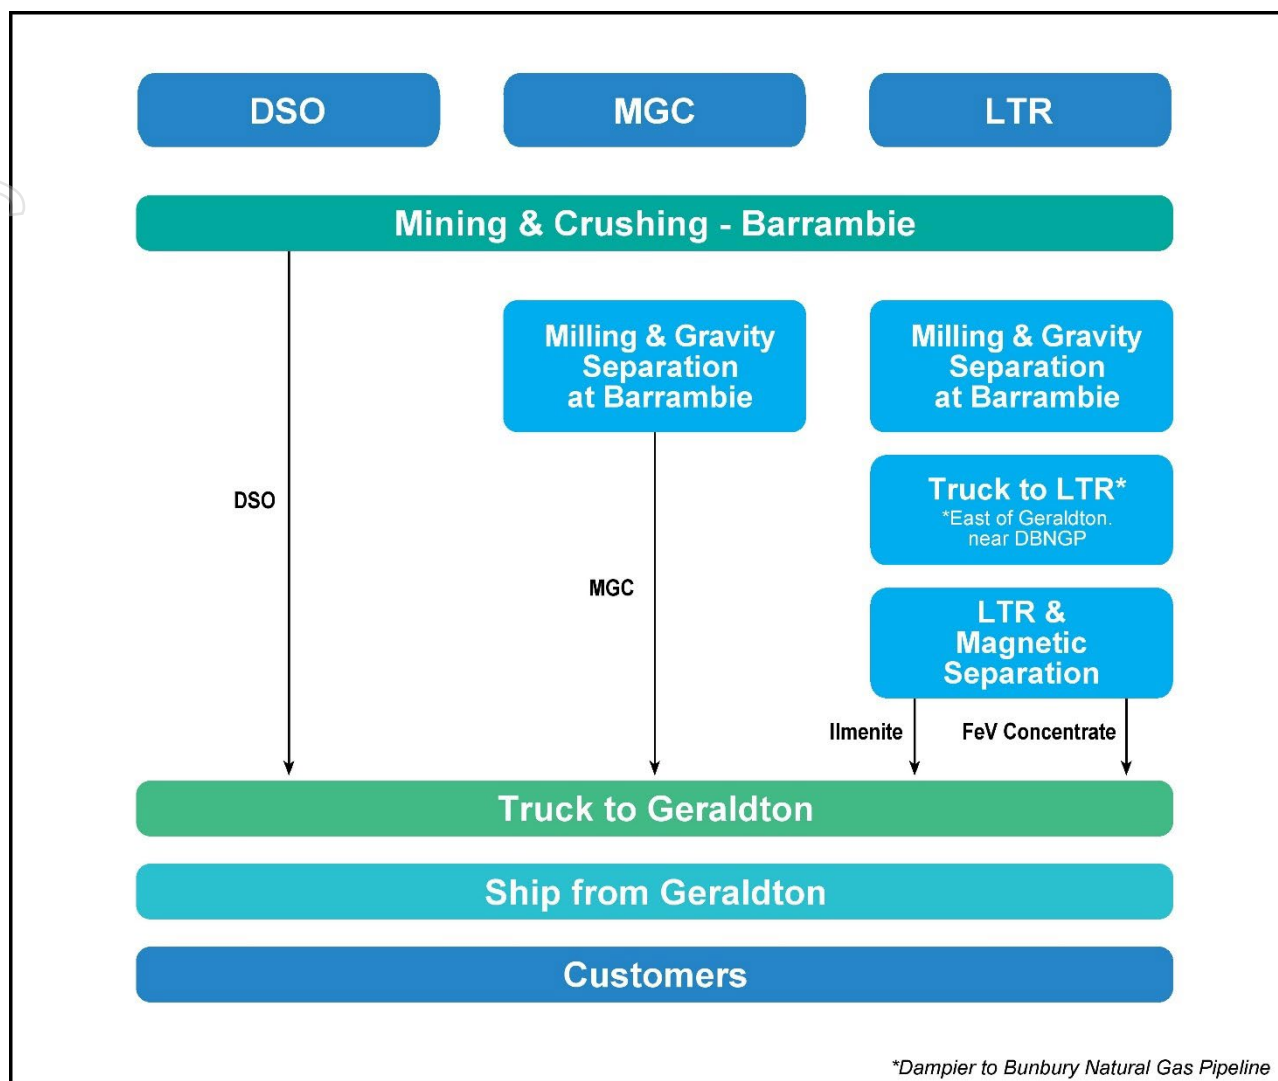 DSO
MGC
LTR
Mining & Crushing - Barrambie
Milling & Gravity
Separation
at Barrambie
Milling & Gravity
Separation
at Barrambie
DSO
Truck to LTR*
*East of Geraldton.
near DBNGP
MGC
LTR &
Magnetic
Separation
Ilmenite
FeV Concentrate
Truck to Geraldton
Ship from Geraldton
Customers
*Dampier to Bunbury Natural Gas Pipeline